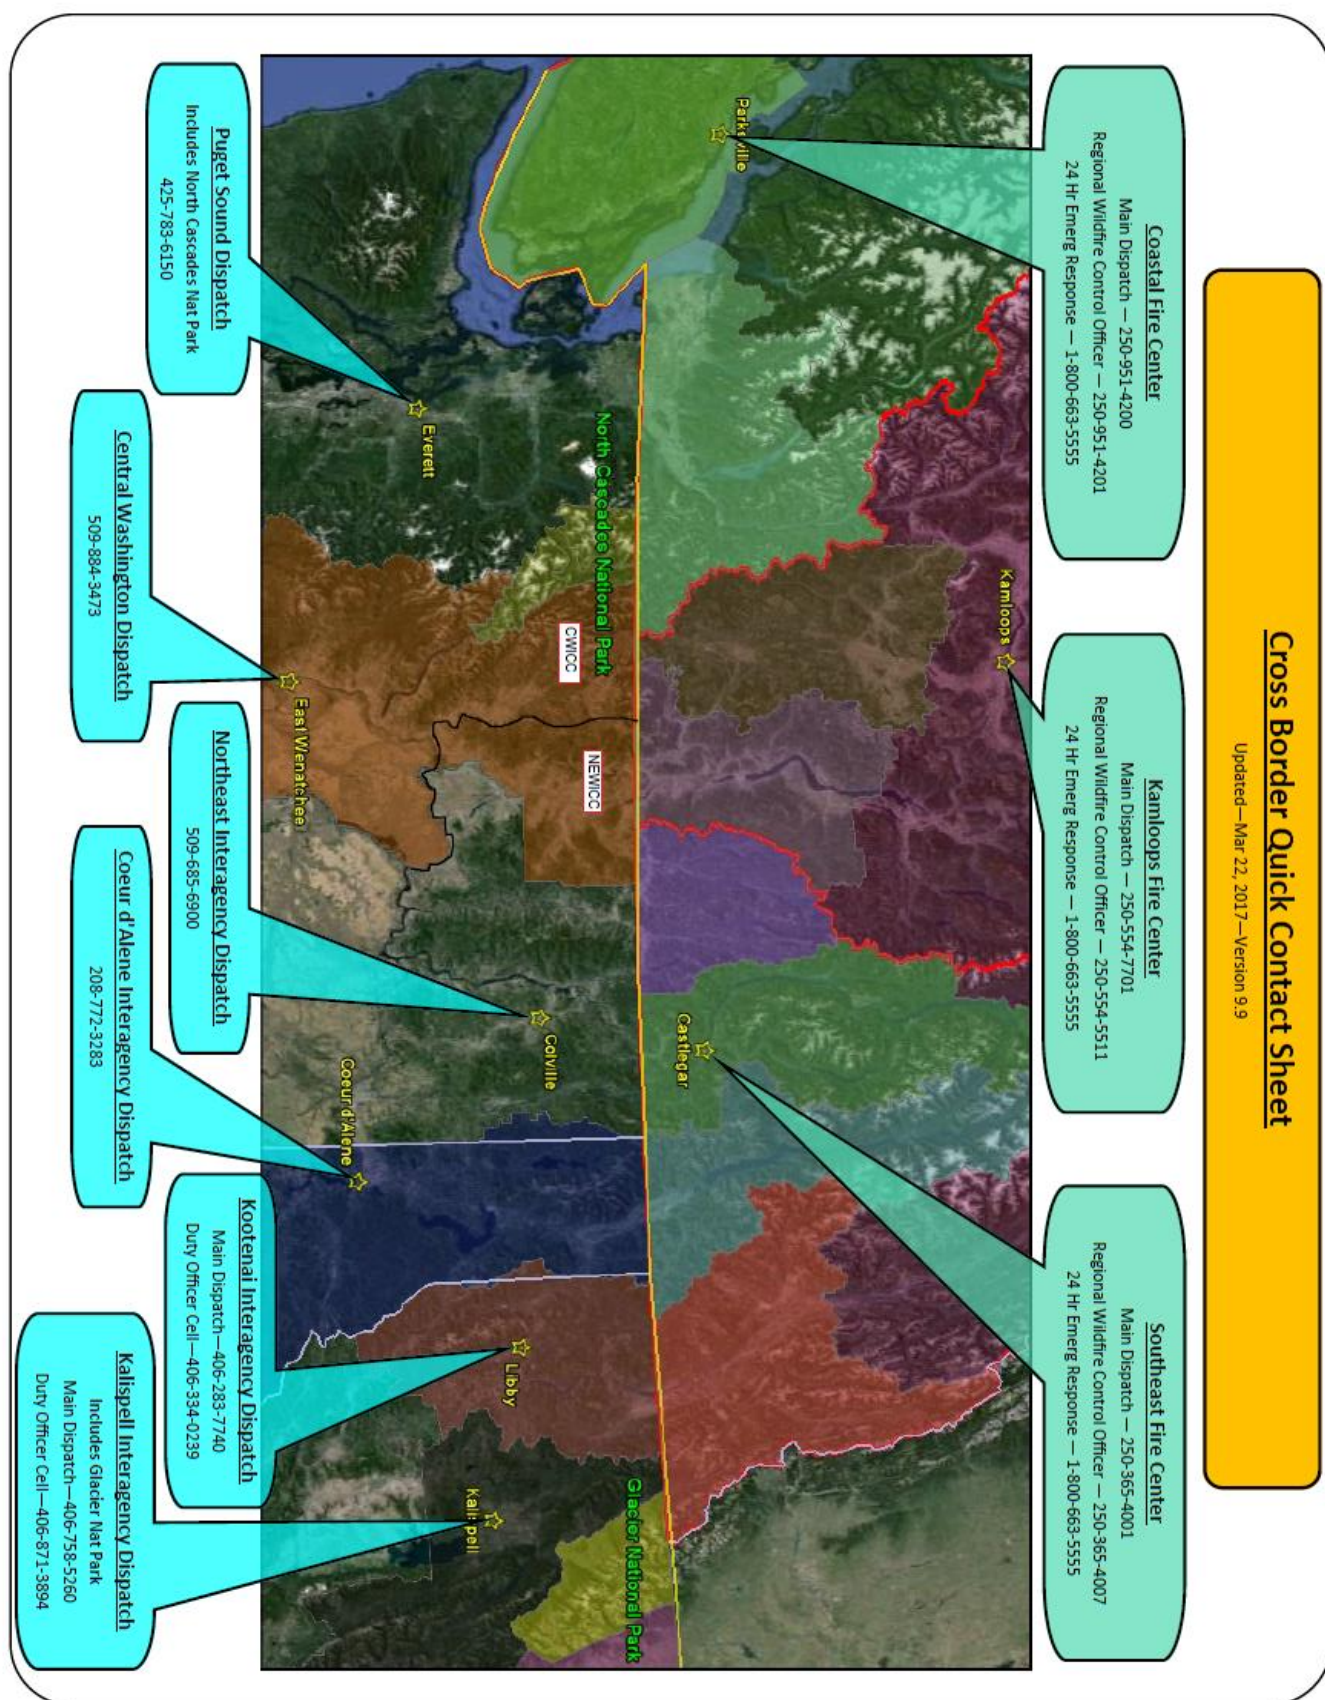 Cross Border Quick Contact Sheet
Updated—Mar 22, 2017—Version 9.9
Coastal Fire Center
Main Dispatch — 250-951-4200
Regional Wildfire Control Officer — 250-951-4201
24 Hr Emerg Response — 1-800-663-5555
Kamloops Fire Center
Main Dispatch — 250-554-7701
Regional Wildfire Control Officer — 250-554-5511
24 Hr Emerg Response — 1-800-663-5555
Southeast Fire Center
Main Dispatch — 250-365-4001
Regional Wildfire Control Officer — 250-365-4007
24 Hr Emerg Response — 1-800-663-5555
Parksville
Kamloops
Castlegar
North Cascades National Park
Glacier National Park
CWICC
NEWICC
Everett
East Wenatchee
Colville
Coeur d'Alene
Libby
Kalispell
Puget Sound Dispatch
Includes North Cascades Nat Park
425-783-6150
Central Washington Dispatch
509-884-3473
Northeast Interagency Dispatch
509-685-6900
Coeur d'Alene Interagency Dispatch
208-772-3283
Kootenai Interagency Dispatch
Main Dispatch—406-283-7740
Duty Officer Cell—406-334-0239
Kalispell Interagency Dispatch
Includes Glacier Nat Park
Main Dispatch—406-758-5260
Duty Officer Cell—406-871-3894